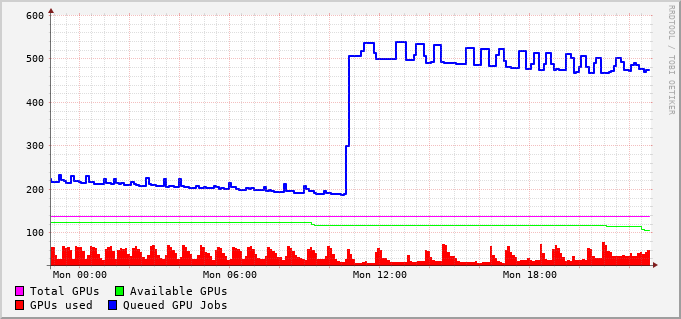 600
500
400
300
200
100
Mon 00:00 Mon 06:00 Mon 12:00 Mon 18:00
Total GPUs Available GPUs
GPUs used Queued GPU Jobs
RRDTOOL / TOBI OETIKER